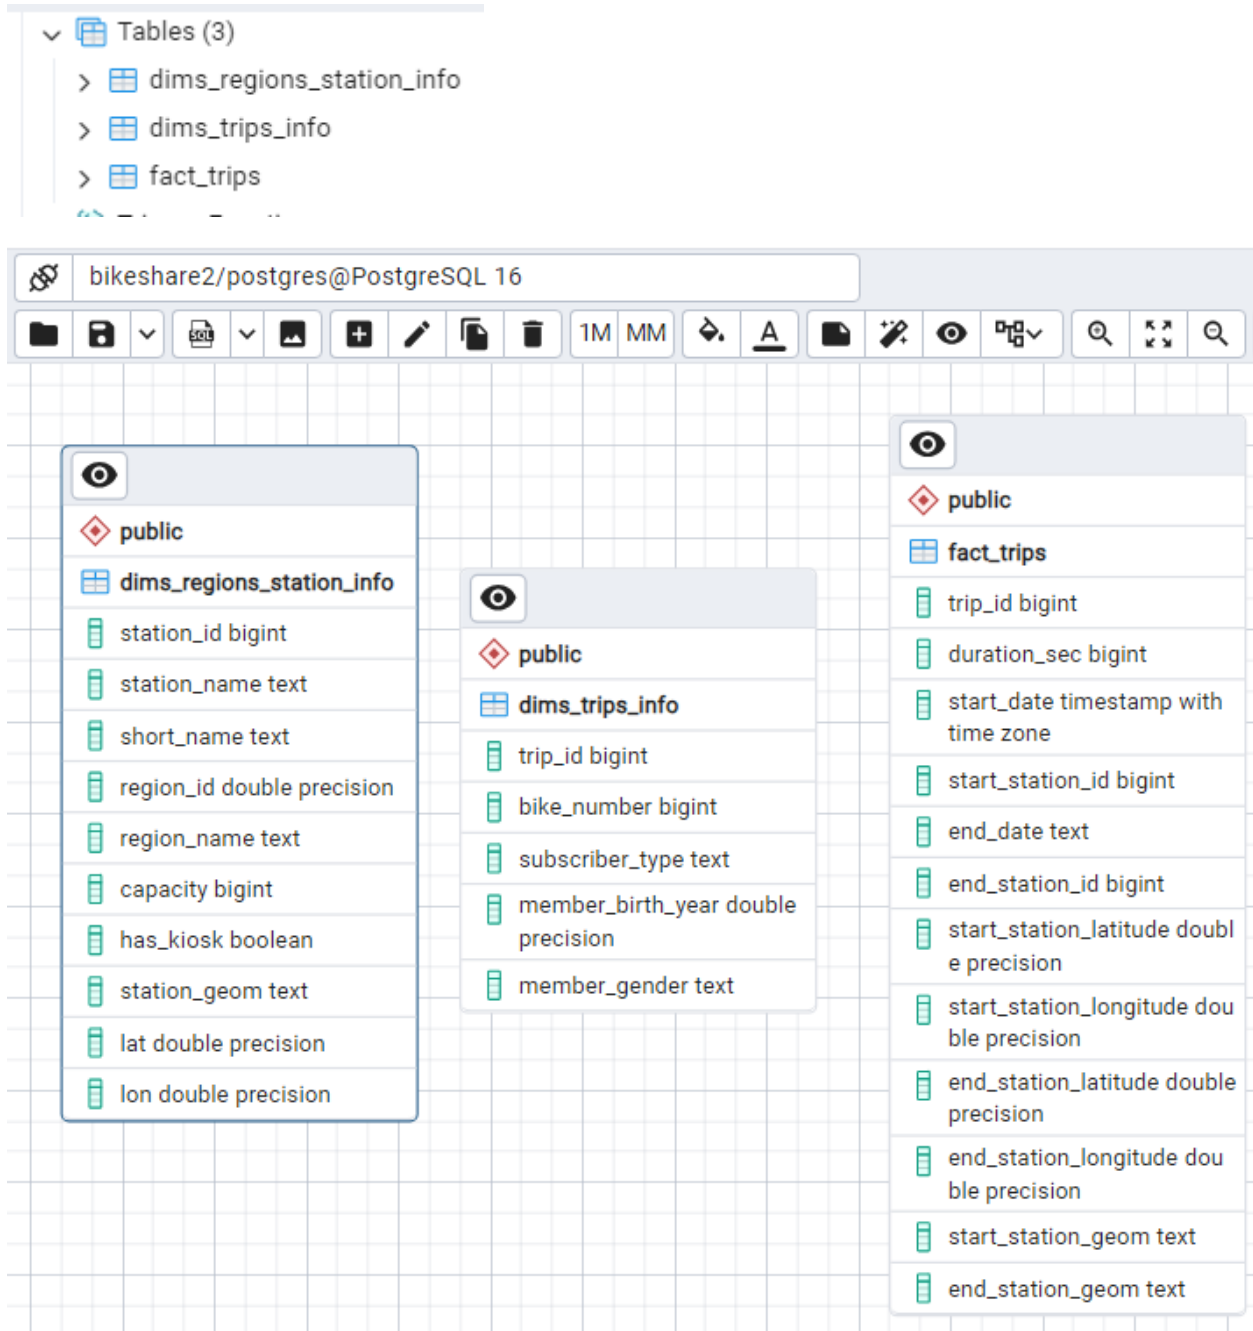 Tables (3)
dims_regions_station_info
dims_trips_info
fact_trips
bikeshare2/postgres@PostgreSQL 16
SQL
1M
MM
A
public
dims_regions_station_info
station_id bigint
station_name text
short_name text
region_id double precision
region_name text
capacity bigint
has_kiosk boolean
station_geom text
lat double precision
lon double precision
public
dims_trips_info
trip_id bigint
bike_number bigint
subscriber_type text
member_birth_year double
precision
member_gender text
public
fact_trips
trip_id bigint
duration_sec bigint
start_date timestamp with
time zone
start_station_id bigint
end_date text
end_station_id bigint
start_station_latitude doubl
e precision
start_station_longitude dou
ble precision
end_station_latitude double
precision
end_station_longitude dou
ble precision
start_station_geom text
end_station_geom text